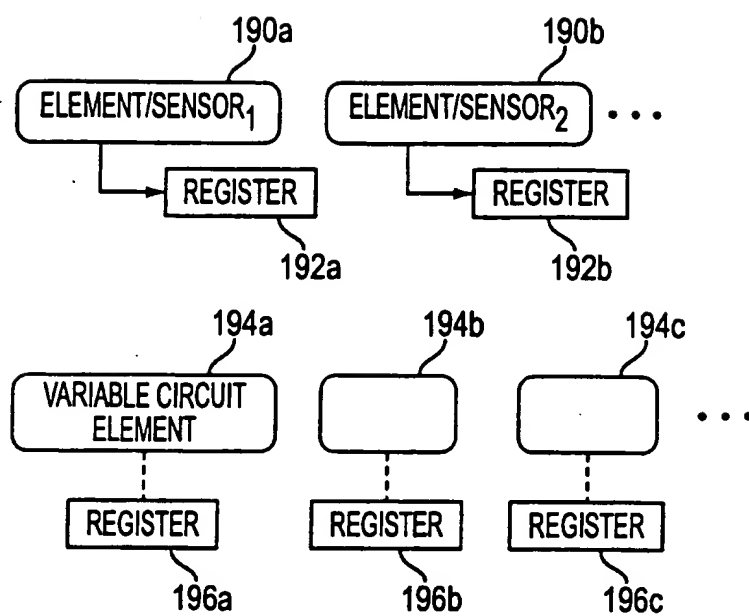 190a 190b
ELEMENT/SENSOR1 ELEMENT/SENSOR2 • • •
REGISTER REGISTER
192a 192b
194a 194b 194c
VARIABLE CIRCUIT
ELEMENT
• • •
REGISTER REGISTER REGISTER
196a 196b 196c